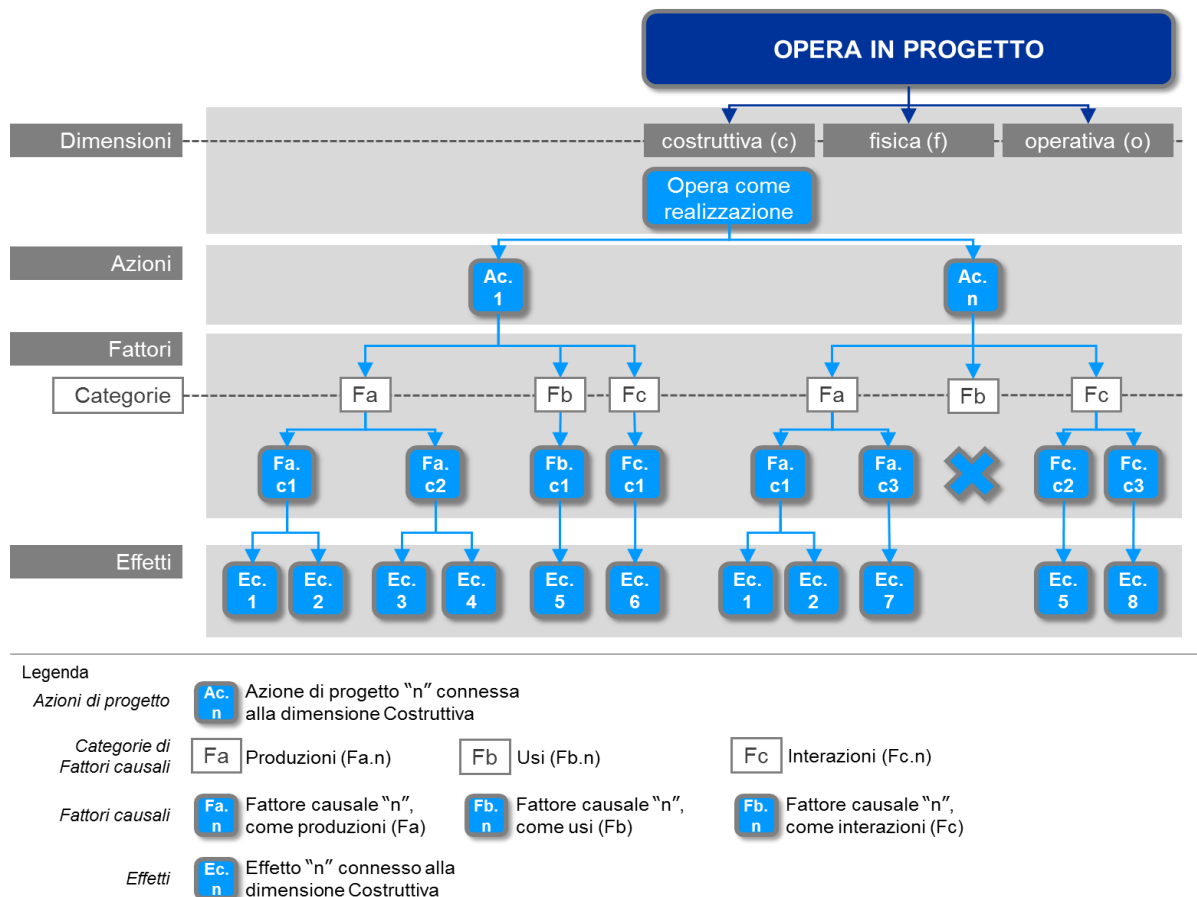 OPERA IN PROGETTO
Dimensioni
costruttiva (c)
fisica (f)
operativa (o)
Opera come
realizzazione
Azioni
Ac.
1
Ac.
n
Fattori
Categorie
Fa
Fb
Fc
Fa
Fb
Fc
Fa.
c1
Fa.
c2
Fb.
c1
Fc.
c1
Fa.
c1
Fa.
c3
Fc.
c2
Fc.
c3
Effetti
Ec.
1
Ec.
2
Ec.
3
Ec.
4
Ec.
5
Ec.
6
Ec.
1
Ec.
2
Ec.
7
Ec.
5
Ec.
8
Legenda
Azioni di progetto
Ac.
n
Azione di progetto “n” connessa
alla dimensione Costruttiva
Categorie di
Fattori causali
Fa
Produzioni (Fa.n)
Fb
Usi (Fb.n)
Fc
Interazioni (Fc.n)
Fattori causali
Fa.
n
Fattore causale “n”,
come produzioni (Fa)
Fb.
n
Fattore causale “n”,
come usi (Fb)
Fb.
n
Fattore causale “n”,
come interazioni (Fc)
Effetti
Ec.
n
Effetto “n” connesso alla
dimensione Costruttiva